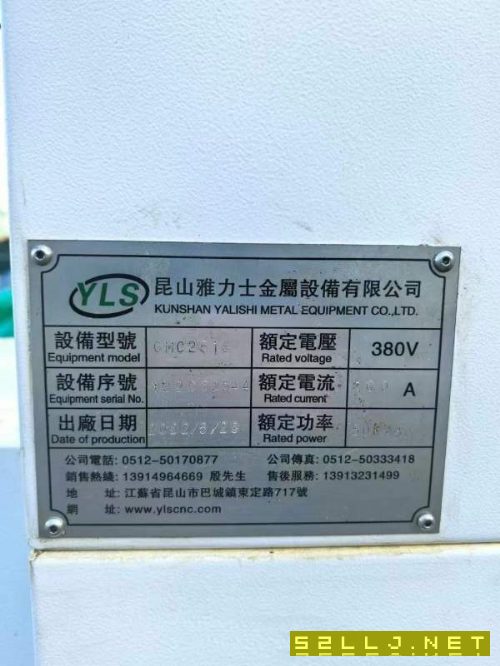 YLS 昆山雅力士金屬設備有限公司
KUNSHAN YALISHI METAL EQUIPMENT CO.,LTD.
設備型號 額定電壓 380V
Equipment model Rated voltage
設備序號 額定電流 A
Equipment serial No. Rated current
出廠日期 額定功率
Date of production Rated power
公司電話: 0512-50170877 公司傳真: 0512-50333418
銷售熱綫: 13914964669 殷先生 售後服務: 13913231499
地 址: 江蘇省昆山市巴城鎮東定路717號
網 址: www.ylscnc.com
52LLJ.NET